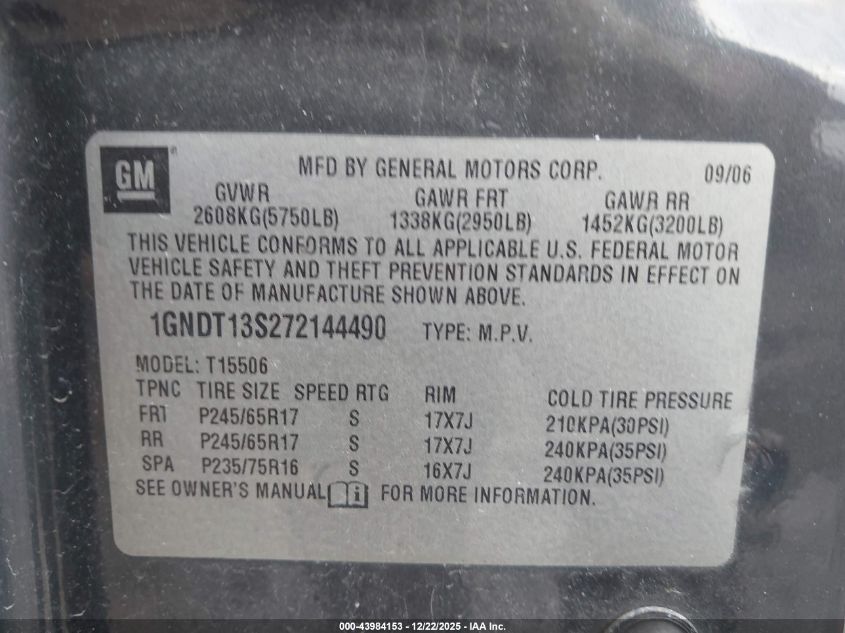 GM
®
MFD BY GENERAL MOTORS CORP. 09/06
GVWR GAWR FRT GAWR RR
2608KG(5750LB) 1338KG(2950LB) 1452KG(3200LB)
THIS VEHICLE CONFORMS TO ALL APPLICABLE U.S. FEDERAL MOTOR
VEHICLE SAFETY AND THEFT PREVENTION STANDARDS IN EFFECT ON
THE DATE OF MANUFACTURE SHOWN ABOVE.
1GNDT13S272144490 TYPE: M.P.V.
MODEL: T15506
TPNC TIRE SIZE SPEED RTG RIM COLD TIRE PRESSURE
FRT P245/65R17 S 17X7J 210KPA(30PSI)
RR P245/65R17 S 17X7J 240KPA(35PSI)
SPA P235/75R16 S 16X7J 240KPA(35PSI)
SEE OWNER'S MANUAL i FOR MORE INFORMATION.
000-43984153 - 12/22/2025 - IAA Inc.